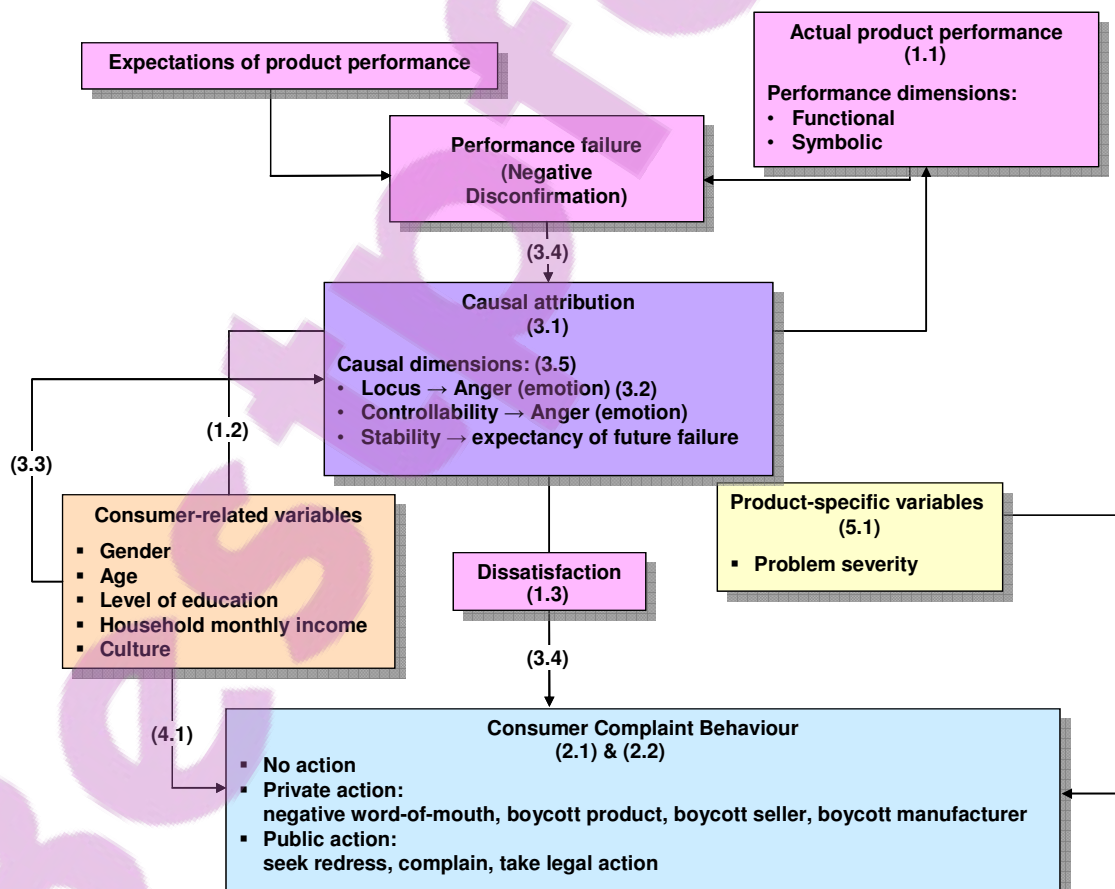 Expectations of product performance
Actual product performance
(1.1)
Performance dimensions:
• Functional
• Symbolic
Performance failure
(Negative
Disconfirmation)
(3.4)
Causal attribution
(3.1)
Causal dimensions: (3.5)
• Locus → Anger (emotion) (3.2)
• Controllability → Anger (emotion)
• Stability → expectancy of future failure
(1.2)
(3.3)
Consumer-related variables
▪ Gender
▪ Age
▪ Level of education
▪ Household monthly income
▪ Culture
Product-specific variables
(5.1)
▪ Problem severity
Dissatisfaction
(1.3)
(3.4)
(4.1)
Consumer Complaint Behaviour
(2.1) & (2.2)
▪ No action
▪ Private action:
negative word-of-mouth, boycott product, boycott seller, boycott manufacturer
▪ Public action:
seek redress, complain, take legal action